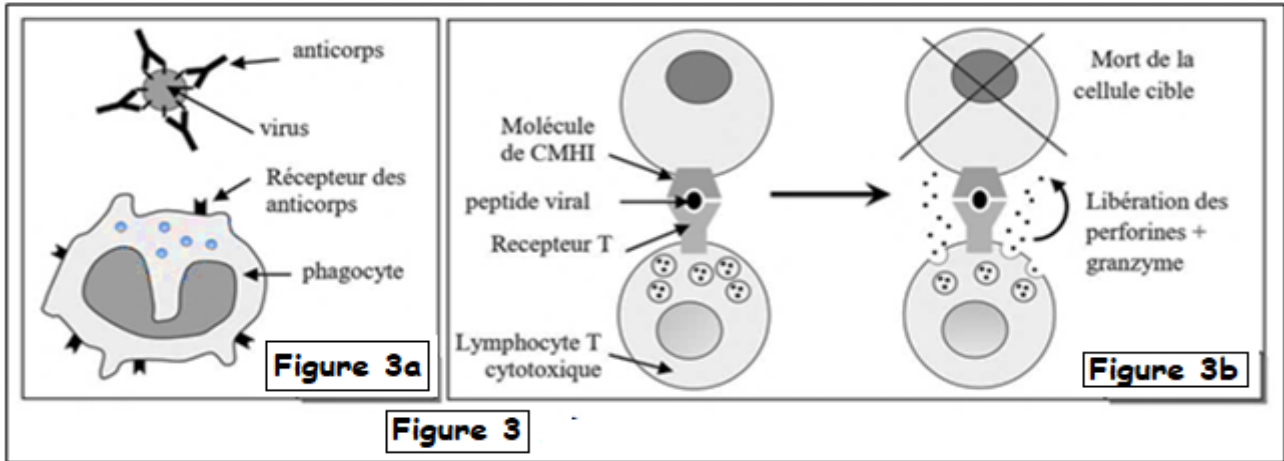 anticorps
virus
Récepteur des
anticorps
phagocyte
Figure 3a
Molécule
de CMHI
peptide viral
Recepteur T
Lymphocyte T
cytotoxique
Mort de la
cellule cible
Libération des
perforines +
granzyme
Figure 3b
Figure 3